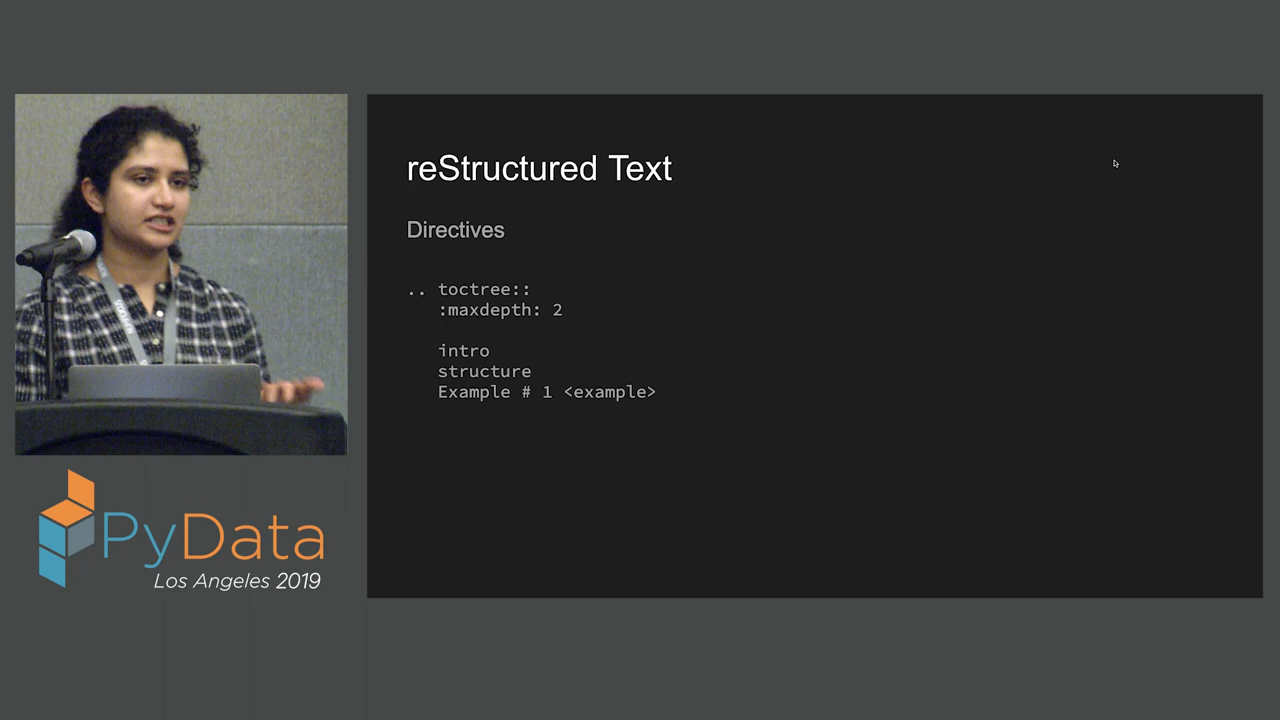 reStructured Text
Directives
.. toctree::
:maxdepth: 2
intro
structure
Example # 1 <example>
PyData
Los Angeles 2019